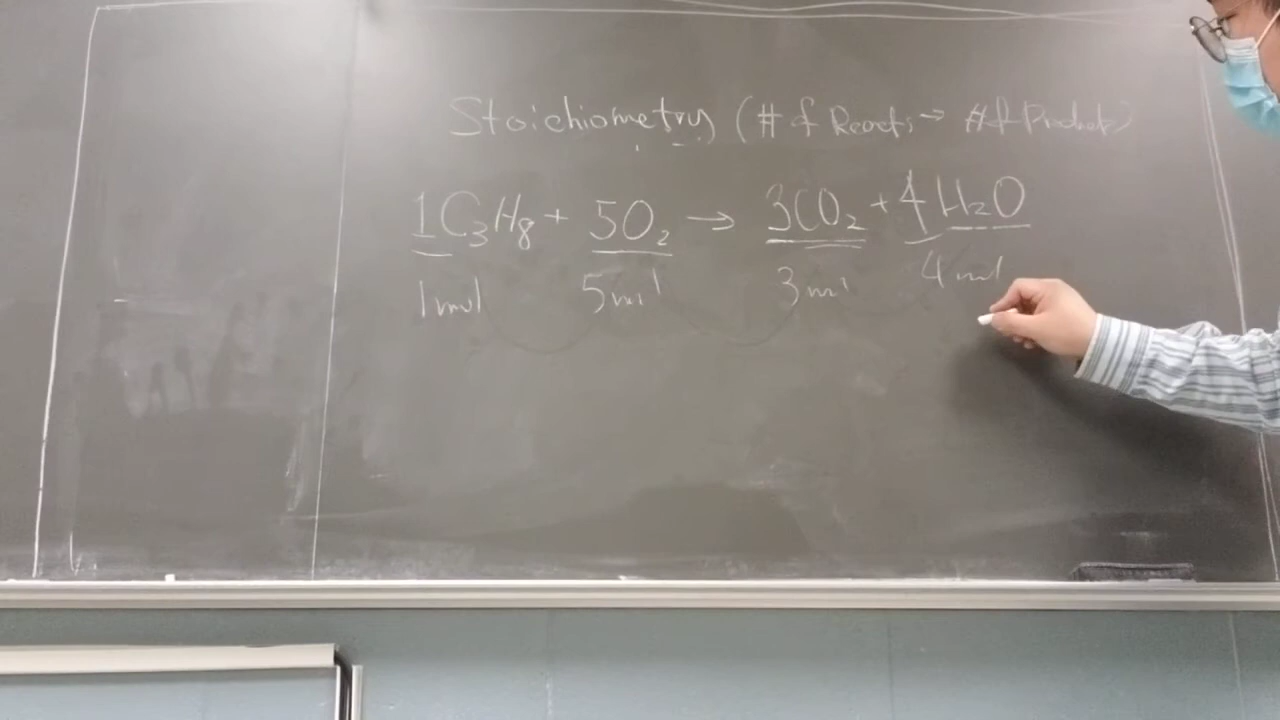 Stoichiometry (# of Reacts → # of Products)
1C₃H₈ + 5O₂ → 3CO₂ + 4H₂O
1mol 5mol 3mol 4mol